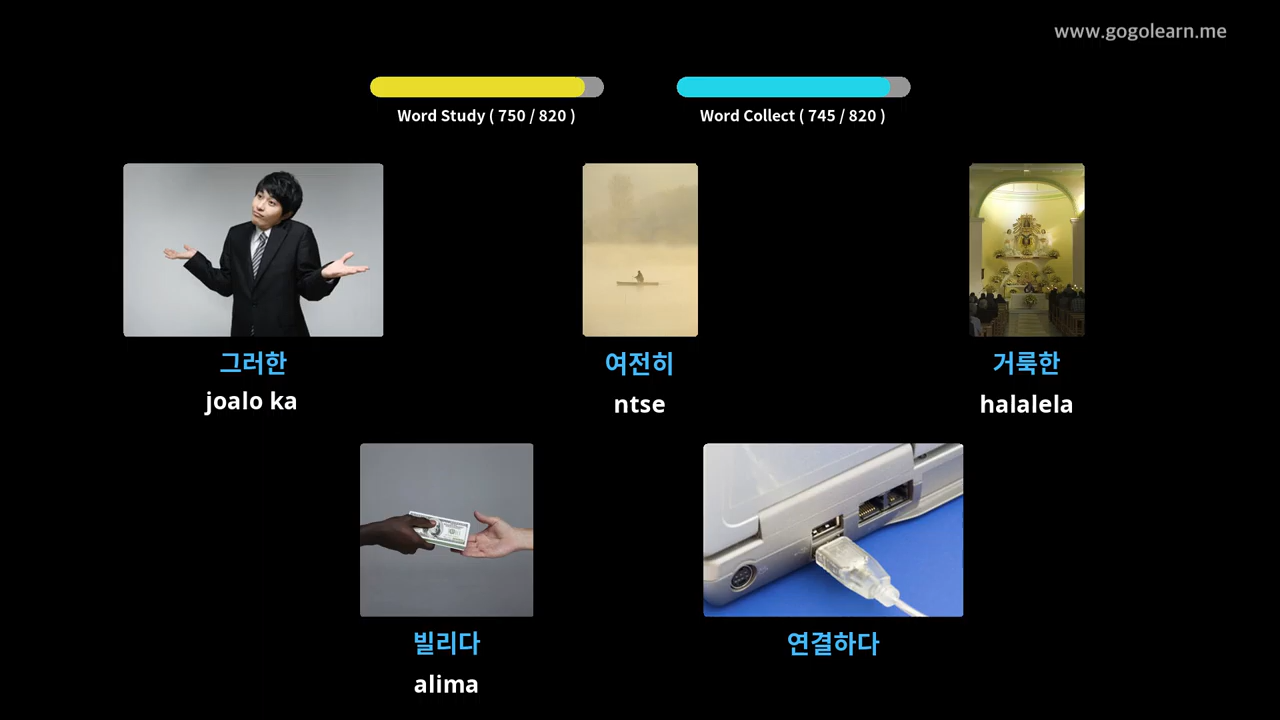 www.gogolearn.me
Word Study ( 750 / 820 )
Word Collect ( 745 / 820 )
그러한
joalo ka
여전히
ntse
거룩한
halalela
빌리다
alima
연결하다